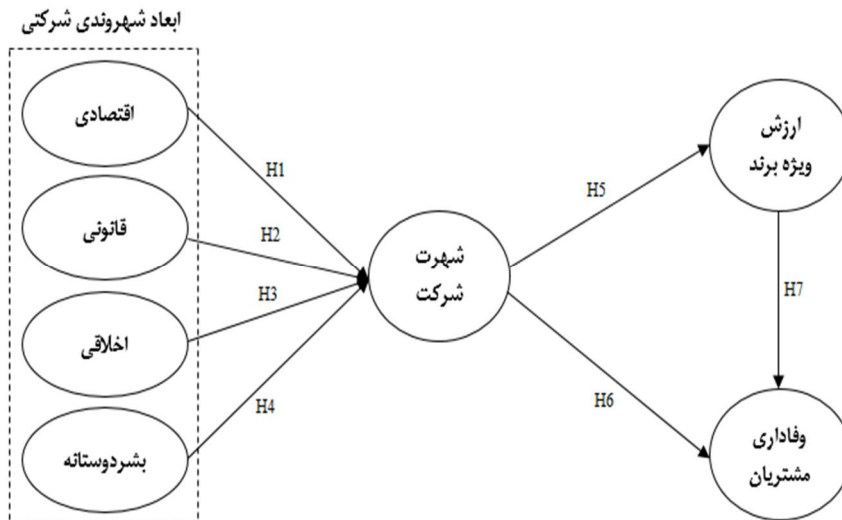 ابعاد شهروندی شرکتی
اقتصادی
قانونی
اخلاقی
بشردوستانه
H1
H2
H3
H4
شهرت
شرکت
H5
H6
ارزش
ویژه برند
H7
وفاداری
مشتریان